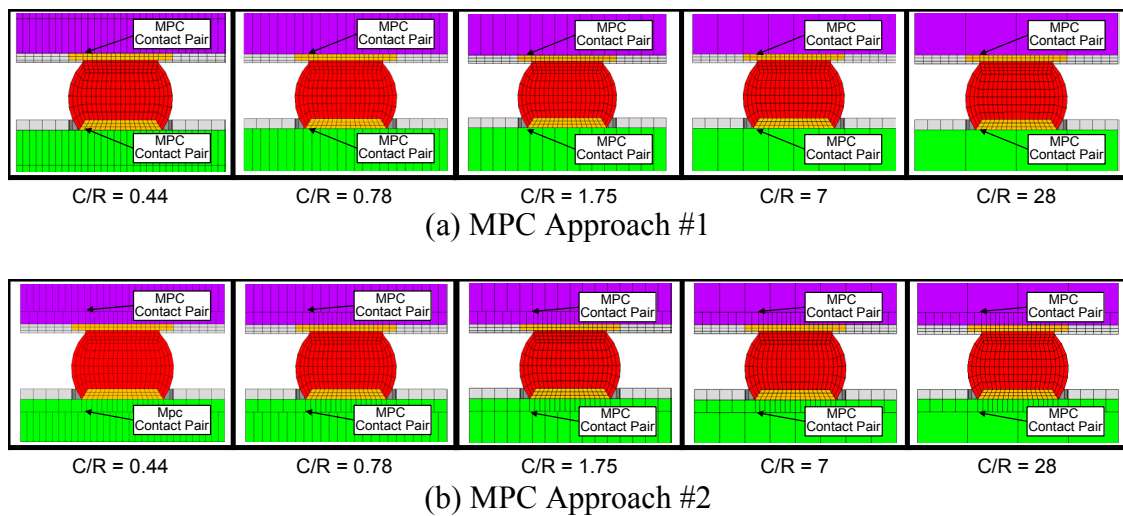 MPC
Contact Pair
MPC
Contact Pair
MPC
Contact Pair
MPC
Contact Pair
MPC
Contact Pair
MPC
Contact Pair
MPC
Contact Pair
MPC
Contact Pair
MPC
Contact Pair
MPC
Contact Pair
C/R = 0.44
C/R = 0.78
C/R = 1.75
C/R = 7
C/R = 28
(a) MPC Approach #1
MPC
Contact Pair
MPC
Contact Pair
MPC
Contact Pair
MPC
Contact Pair
MPC
Contact Pair
Mpc
Contact Pair
MPC
Contact Pair
MPC
Contact Pair
MPC
Contact Pair
MPC
Contact Pair
C/R = 0.44
C/R = 0.78
C/R = 1.75
C/R = 7
C/R = 28
(b) MPC Approach #2